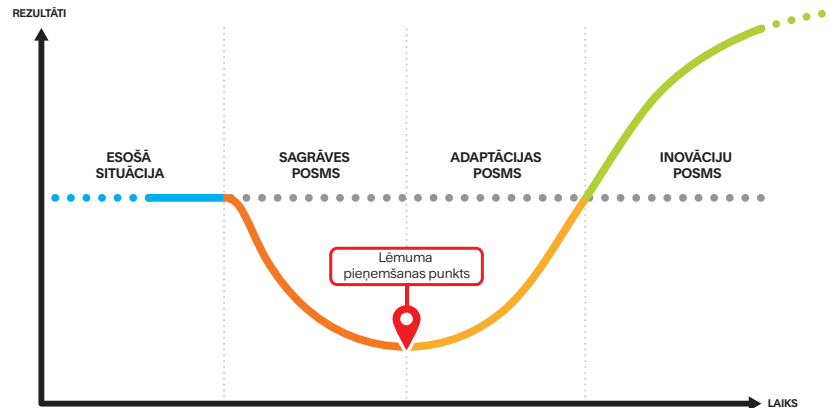 REZULTĀTI
ESOŠĀ
SITUĀCIJA
SAGRĀVES
POSMS
ADAPTĀCIJAS
POSMS
INOVĀCIJU
POSMS
Lēmuma
pieņemšanas punkts
LAIKS